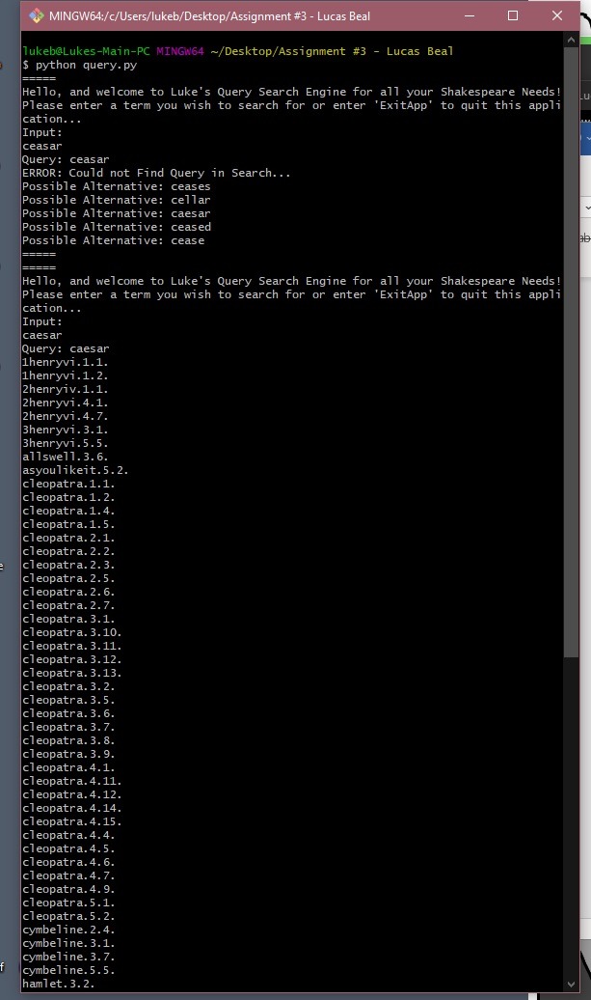 MINGW64:/c/Users/lukeb/Desktop/Assignment #3 - Lucas Beal
lukeb@Lukes-Main-PC MINGW64 ~/Desktop/Assignment #3 - Lucas Beal
$ python query.py
=====
Hello, and welcome to Luke's Query Search Engine for all your Shakespeare Needs!
Please enter a term you wish to search for or enter 'ExitApp' to quit this appli
cation...
Input:
ceasar
Query: ceasar
ERROR: Could not Find Query in Search...
Possible Alternative: ceases
Possible Alternative: cellar
Possible Alternative: caesar
Possible Alternative: ceased
Possible Alternative: cease
=====
=====
Hello, and welcome to Luke's Query Search Engine for all your Shakespeare Needs!
Please enter a term you wish to search for or enter 'ExitApp' to quit this appli
cation...
Input:
caesar
Query: caesar
1henryvi.1.1.
1henryvi.1.2.
2henryiv.1.1.
2henryvi.4.1.
2henryvi.4.7.
3henryvi.3.1.
3henryvi.5.5.
allswell.3.6.
asyoulikeit.5.2.
cleopatra.1.1.
cleopatra.1.2.
cleopatra.1.4.
cleopatra.1.5.
cleopatra.2.1.
cleopatra.2.2.
cleopatra.2.3.
cleopatra.2.5.
cleopatra.2.6.
cleopatra.2.7.
cleopatra.3.1.
cleopatra.3.10.
cleopatra.3.11.
cleopatra.3.12.
cleopatra.3.13.
cleopatra.3.2.
cleopatra.3.5.
cleopatra.3.6.
cleopatra.3.7.
cleopatra.3.8.
cleopatra.3.9.
cleopatra.4.1.
cleopatra.4.11.
cleopatra.4.12.
cleopatra.4.14.
cleopatra.4.15.
cleopatra.4.4.
cleopatra.4.5.
cleopatra.4.6.
cleopatra.4.7.
cleopatra.4.9.
cleopatra.5.1.
cleopatra.5.2.
cymbeline.2.4.
cymbeline.3.1.
cymbeline.3.7.
cymbeline.5.5.
hamlet.3.2.